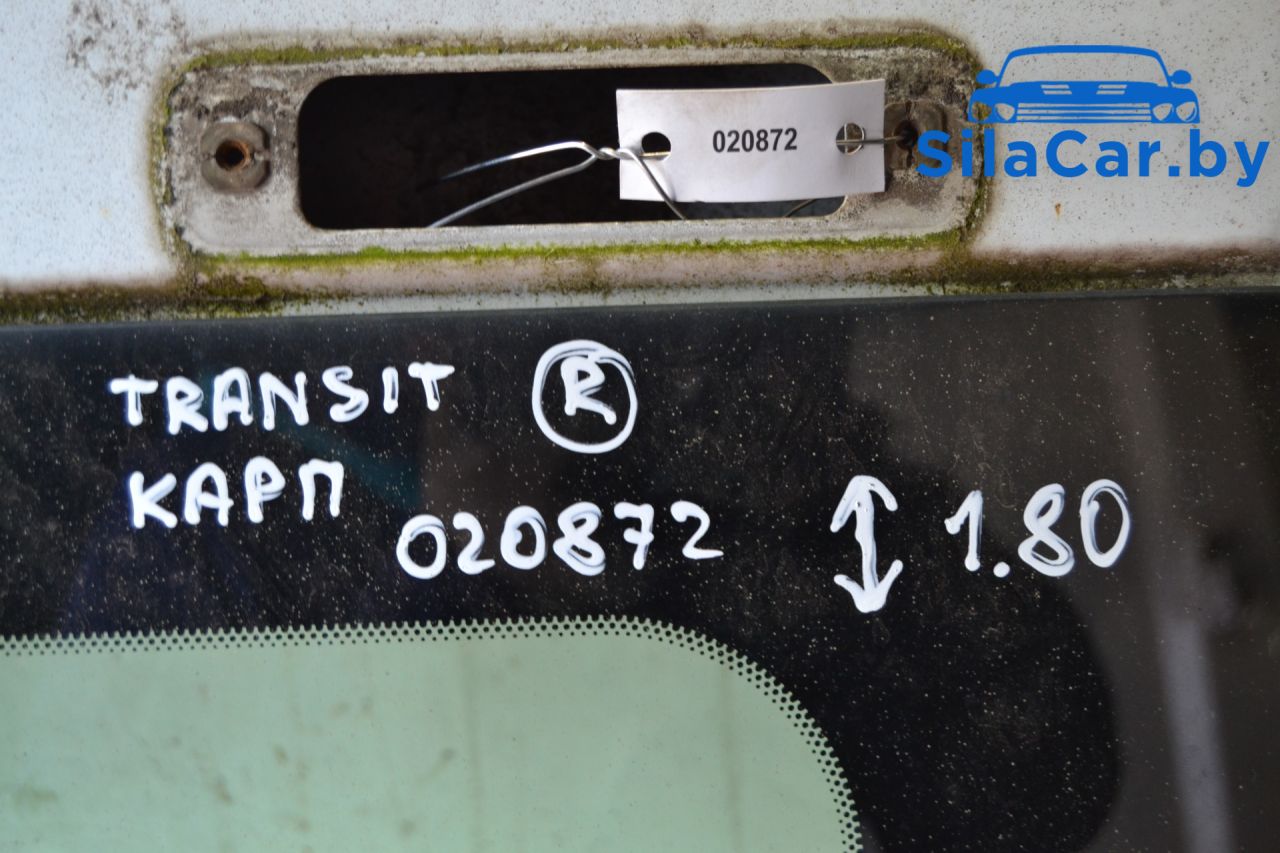 020872
SilaCar.by
TRANSIT R
КАРП
020872 ↕ 1.80